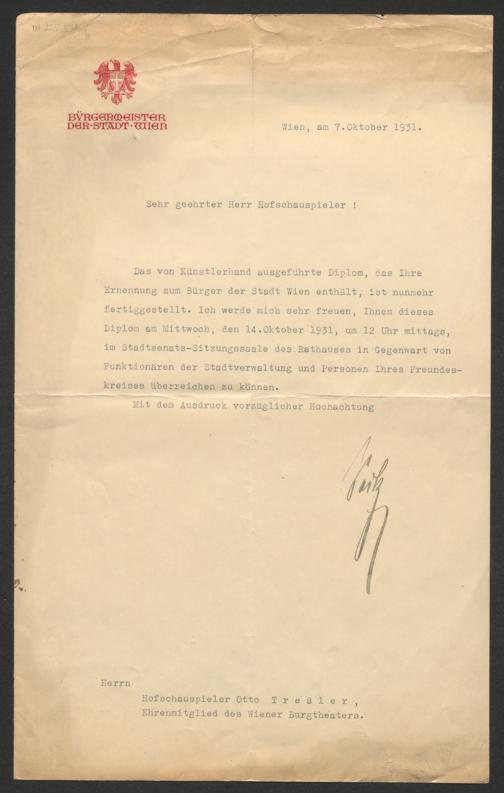 BÜRGERMEISTER
DER·STADT·WIEN
Wien, am 7.Oktober 1931.
Sehr geehrter Herr Hofschauspieler !
Das von Künstlerhand ausgeführte Diplom, das Ihre
Ernennung zum Bürger der Stadt Wien enthält, ist nunmehr
fertiggestellt. Ich werde mich sehr freuen, Ihnen dieses
Diplom am Mittwoch, den 14.Oktober 1931, um 12 Uhr mittags,
im Stadtsenats-Sitzungssaale des Rathauses in Gegenwart von
Funktionären der Stadtverwaltung und Personen Ihres Freundes-
kreises überreichen zu können.
Mit dem Ausdruck vorzüglicher Hochachtung
Seitz
Herrn
Hofschauspieler Otto T r e ß l e r ,
Ehrenmitglied des Wiener Burgtheaters.